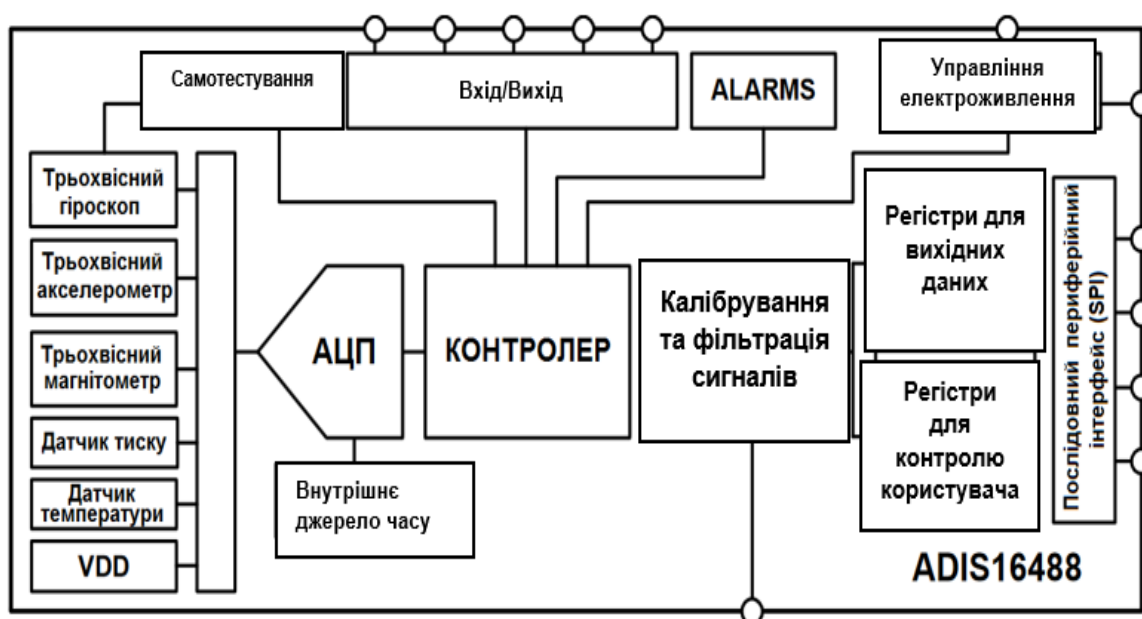 Самотестування
Вхід/Вихід
ALARMS
Управління
електроживлення
Трьохвісний
гіроскоп
Трьохвісний
акселерометр
Трьохвісний
магнітометр
Датчик тиску
Датчик
температури
VDD
АЦП
Внутрішнє
джерело часу
КОНТРОЛЕР
Калібрування
та фільтрація
сигналів
Регістри для
вихідних
даних
Регістри
для
контролю
користувача
Послідовний периферійний
інтерфейс (SPI)
ADIS16488